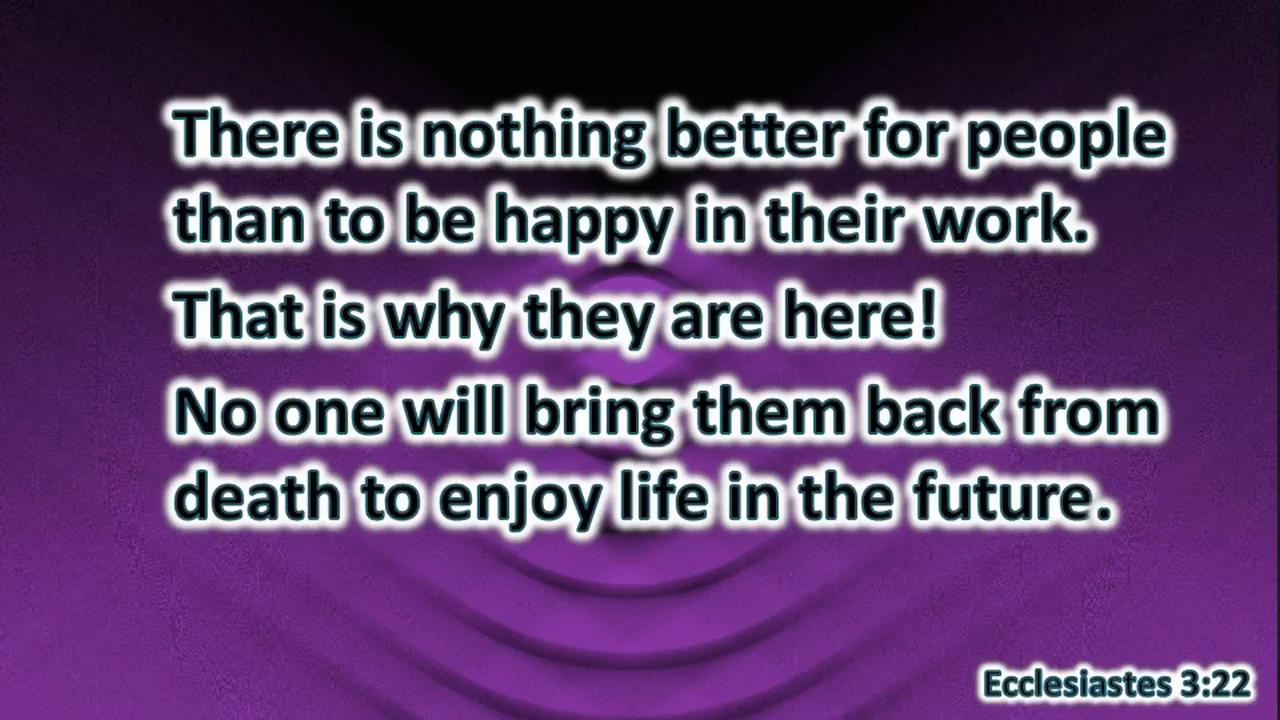 There is nothing better for people
than to be happy in their work.
That is why they are here!
No one will bring them back from
death to enjoy life in the future.
Ecclesiastes 3:22